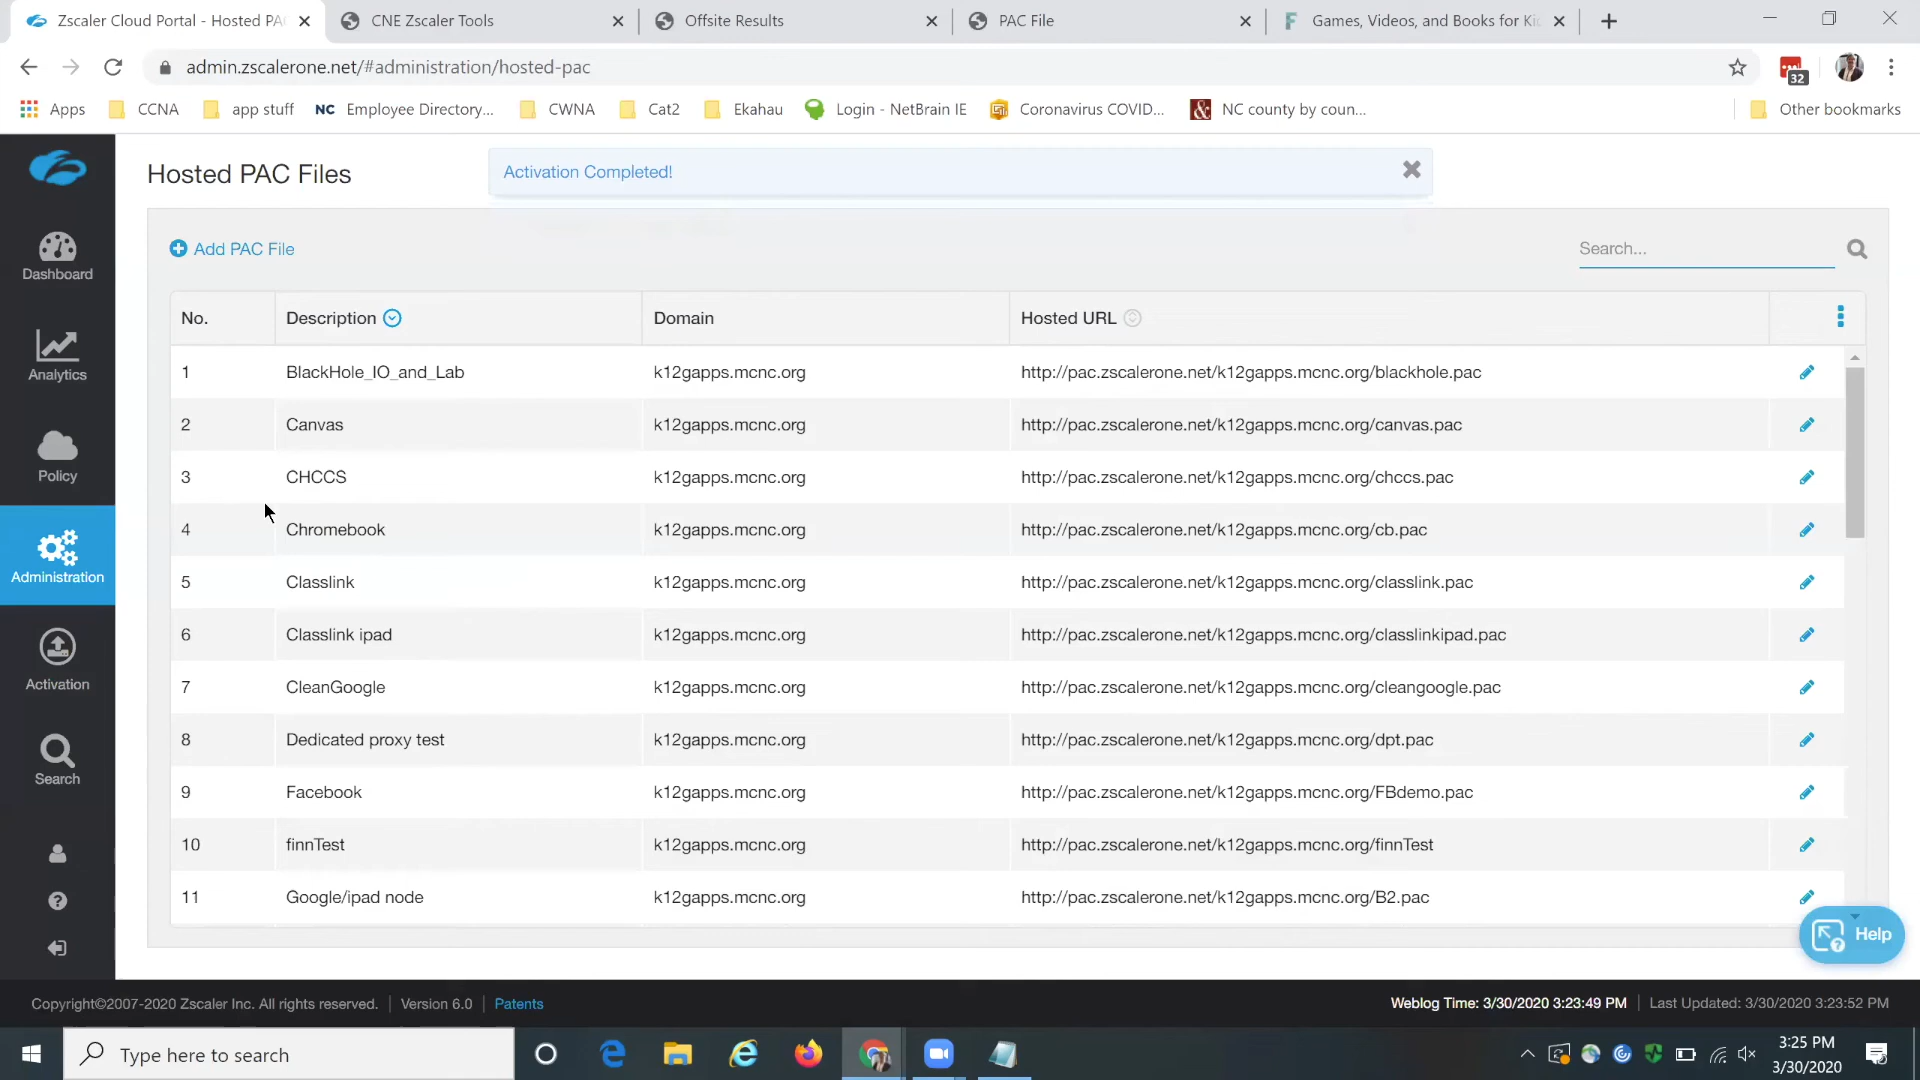 Zscaler Cloud Portal - Hosted PA
CNE Zscaler Tools
Offsite Results
PAC File
Games, Videos, and Books for Ki
admin.zscalerone.net/#administration/hosted-pac
32
Apps
CCNA
app stuff
NC Employee Directory...
CWNA
Cat2
Ekahau
Login - NetBrain IE
Coronavirus COVID...
NC county by coun...
Other bookmarks
Hosted PAC Files
Activation Completed!
Add PAC File
Search...
Dashboard
Analytics
Policy
Administration
Activation
Search
No. Description Domain Hosted URL
1 BlackHole_IO_and_Lab k12gapps.mcnc.org http://pac.zscalerone.net/k12gapps.mcnc.org/blackhole.pac
2 Canvas k12gapps.mcnc.org http://pac.zscalerone.net/k12gapps.mcnc.org/canvas.pac
3 CHCCS k12gapps.mcnc.org http://pac.zscalerone.net/k12gapps.mcnc.org/chccs.pac
4 Chromebook k12gapps.mcnc.org http://pac.zscalerone.net/k12gapps.mcnc.org/cb.pac
5 Classlink k12gapps.mcnc.org http://pac.zscalerone.net/k12gapps.mcnc.org/classlink.pac
6 Classlink ipad k12gapps.mcnc.org http://pac.zscalerone.net/k12gapps.mcnc.org/classlinkipad.pac
7 CleanGoogle k12gapps.mcnc.org http://pac.zscalerone.net/k12gapps.mcnc.org/cleangoogle.pac
8 Dedicated proxy test k12gapps.mcnc.org http://pac.zscalerone.net/k12gapps.mcnc.org/dpt.pac
9 Facebook k12gapps.mcnc.org http://pac.zscalerone.net/k12gapps.mcnc.org/FBdemo.pac
10 finnTest k12gapps.mcnc.org http://pac.zscalerone.net/k12gapps.mcnc.org/finnTest
11 Google/ipad node k12gapps.mcnc.org http://pac.zscalerone.net/k12gapps.mcnc.org/B2.pac
Help
Copyright©2007-2020 Zscaler Inc. All rights reserved. | Version 6.0 | Patents
Weblog Time: 3/30/2020 3:23:49 PM | Last Updated: 3/30/2020 3:23:52 PM
Type here to search
3:25 PM
3/30/2020